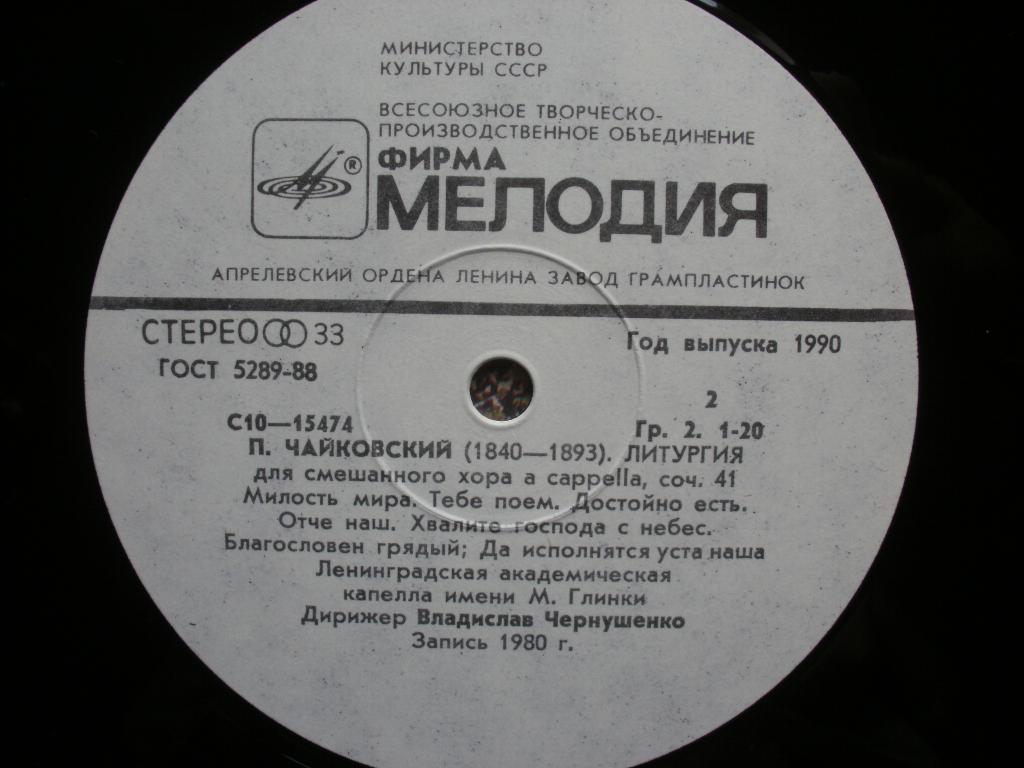 МИНИСТЕРСТВО
КУЛЬТУРЫ СССР
ВСЕСОЮЗНОЕ ТВОРЧЕСКО-
ПРОИЗВОДСТВЕННОЕ ОБЪЕДИНЕНИЕ
®
ФИРМА
МЕЛОДИЯ
АПРЕЛЕВСКИЙ ОРДЕНА ЛЕНИНА ЗАВОД ГРАМПЛАСТИНОК
СТЕРЕО 33
Год выпуска 1990
ГОСТ 5289-88
2
С10—15474
Гр. 2. 1-20
П. ЧАЙКОВСКИЙ (1840—1893). ЛИТУРГИЯ
для смешанного хора a cappella, соч. 41
Милость мира. Тебе поем. Достойно есть.
Отче наш. Хвалите господа с небес.
Благословен грядый; Да исполнятся уста наша
Ленинградская академическая
капелла имени М. Глинки
Дирижер Владислав Чернушенко
Запись 1980 г.